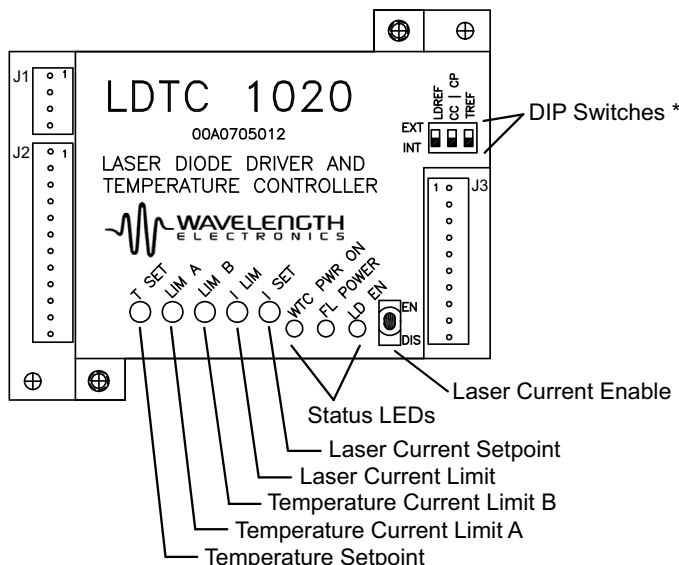 J1
1
LDTC 1020
00A0705012
LDREF
CC | CP
TREF
EXT
INT
DIP Switches *
J2
1
LASER DIODE DRIVER AND
TEMPERATURE CONTROLLER
J3
1
WAVELENGTH
ELECTRONICS
T SET
LIM A
LIM B
I LIM
I SET
WTC PWR ON
FL POWER
LD EN
EN
DIS
Laser Current Enable
Status LEDs
Laser Current Setpoint
Laser Current Limit
Temperature Current Limit B
Temperature Current Limit A
Temperature Setpoint